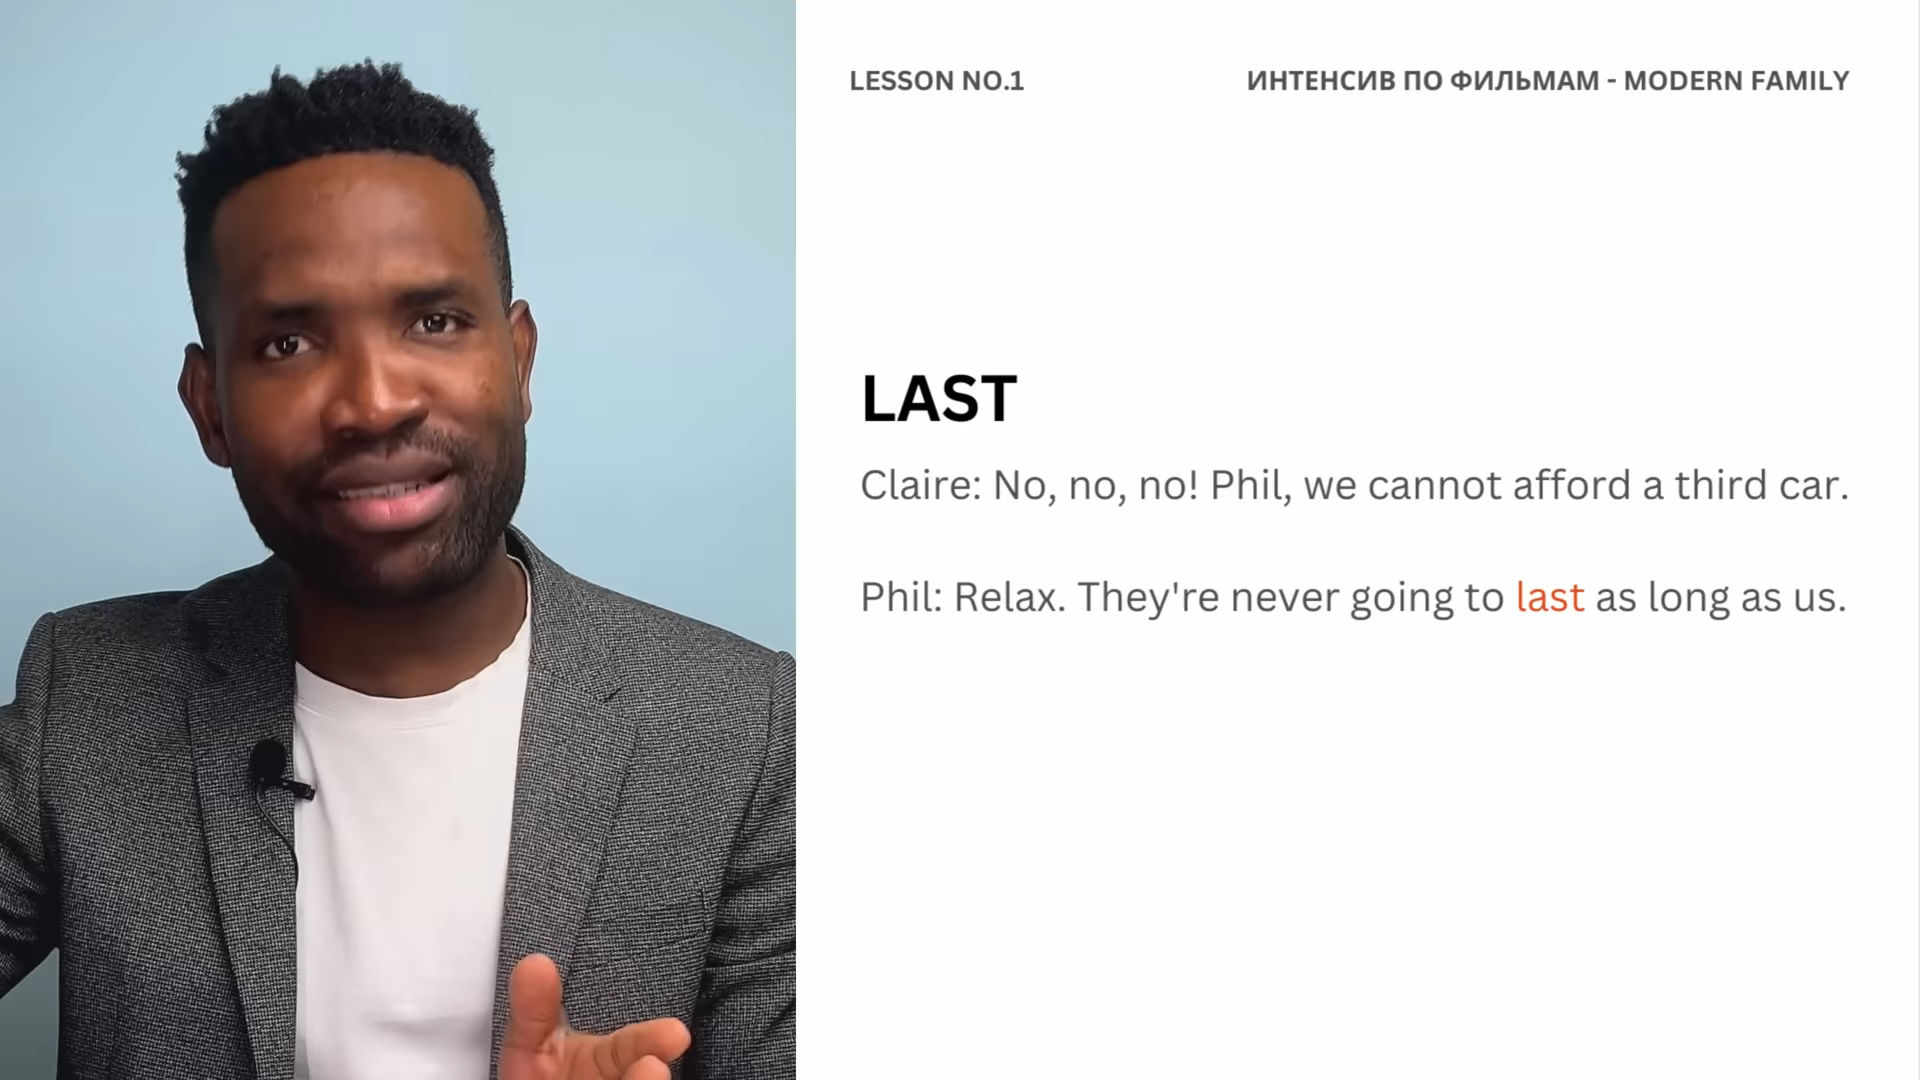 LESSON NO.1
ИНТЕНСИВ ПО ФИЛЬМАМ - MODERN FAMILY
LAST
Claire: No, no, no! Phil, we cannot afford a third car.
Phil: Relax. They're never going to last as long as us.